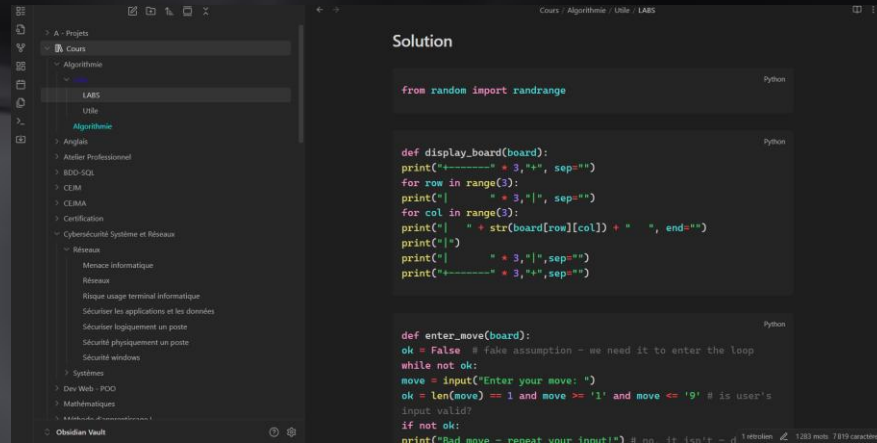 A - Projets
Cours
Algorithmie
LABS
Utile
Algorithmie
Anglais
Atelier Professionnel
BDD-SQL
CEJM
CEJMA
Certification
Cybersécurité Système et Réseaux
Réseaux
Menace informatique
Réseaux
Risque usage terminal informatique
Sécuriser les applications et les données
Sécuriser logiquement un poste
Sécurité physiquement un poste
Sécurité windows
Systèmes
Dev Web - POO
Mathématiques
Obsidian Vault
Cours / Algorithmie / Utile / LABS
Solution
Python
from random import randrange
Python
def display_board(board):
print("+-------" * 3,"+", sep="")
for row in range(3):
print("|       " * 3,"|", sep="")
for col in range(3):
print("|   " + str(board[row][col]) + "   ", end="")
print("|")
print("|       " * 3,"|",sep="")
print("+-------" * 3,"+",sep="")
Python
def enter_move(board):
ok = False  # fake assumption - we need it to enter the loop
while not ok:
move = input("Enter your move: ")
ok = len(move) == 1 and move >= '1' and move <= '9' # is user's
input valid?
if not ok:
print("Bad move - repeat your input!") # no, it isn't - d
1 rétrolien 1283 mots 7819 caractères